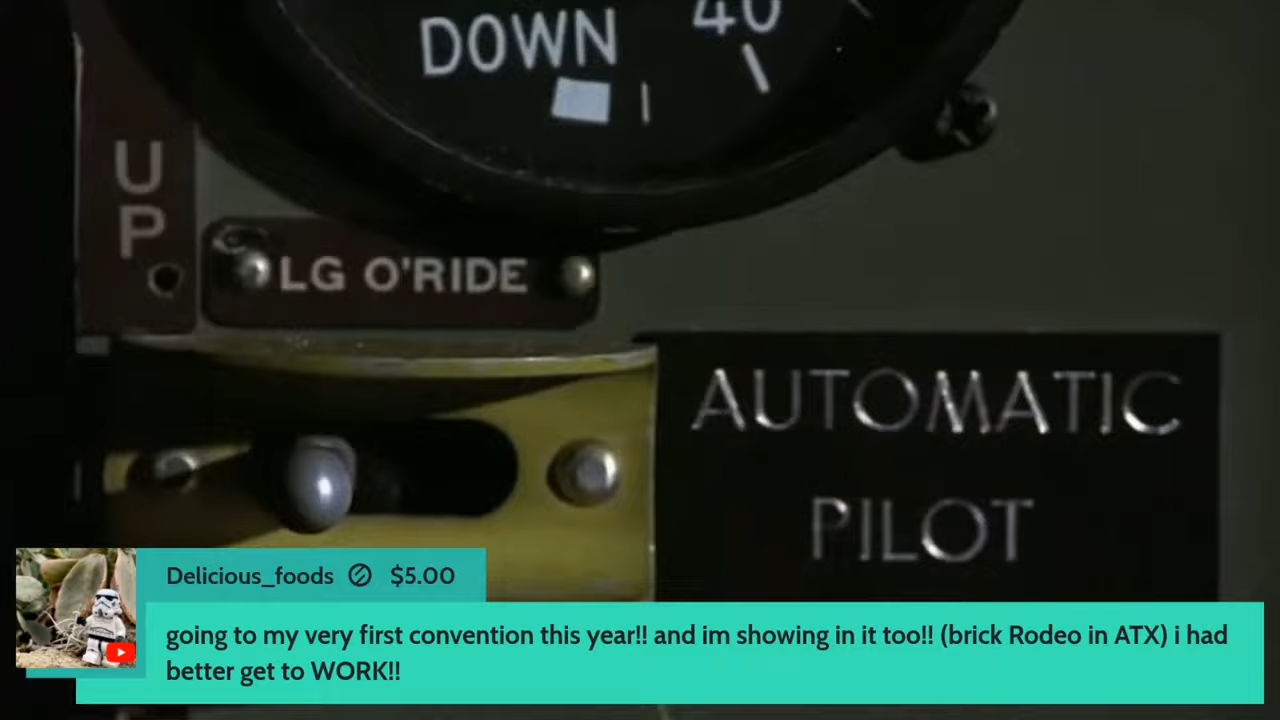 DOWN
40
UP
LG O'RIDE
AUTOMATIC
PILOT
Delicious_foods $5.00
going to my very first convention this year!! and im showing in it too!! (brick Rodeo in ATX) i had
better get to WORK!!